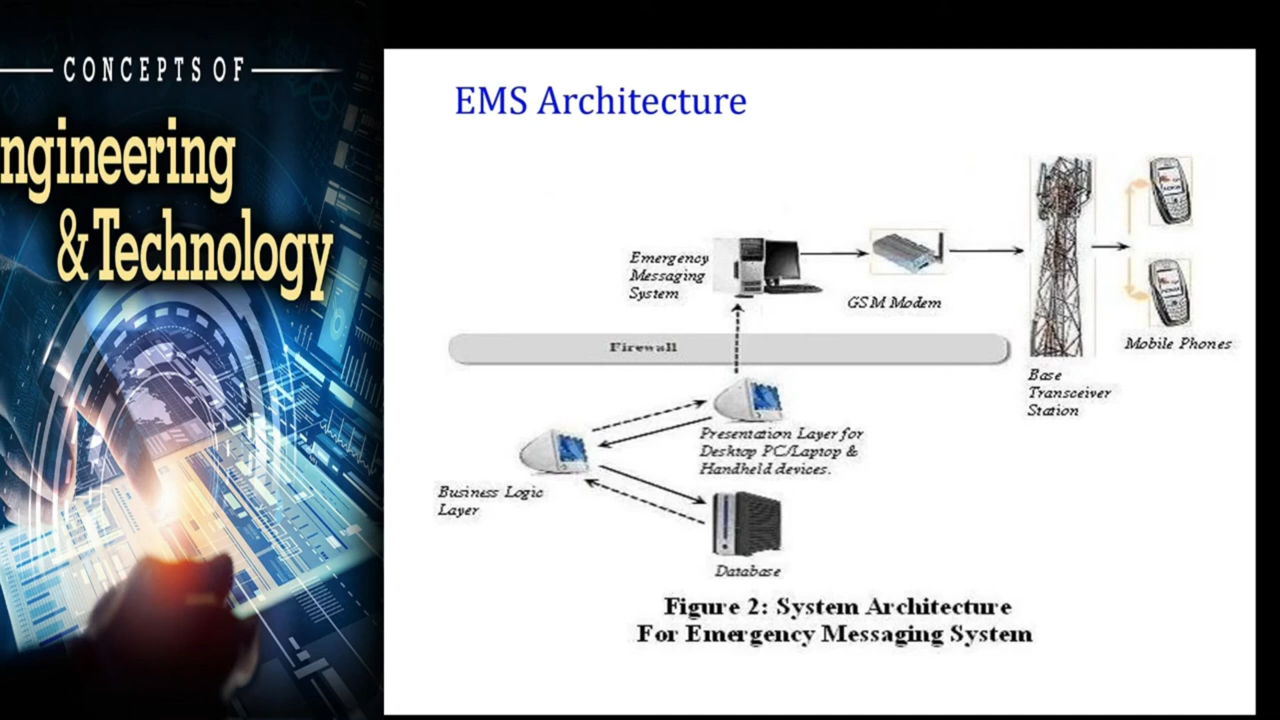 CONCEPTS OF
ngineering
& Technology
EMS Architecture
Emergency
Messaging
System
GSM Modem
Firewall
Mobile Phones
Base
Transceiver
Station
Presentation Layer for
Desktop PC/Laptop &
Handheld devices.
Business Logic
Layer
Database
Figure 2: System Architecture
For Emergency Messaging System